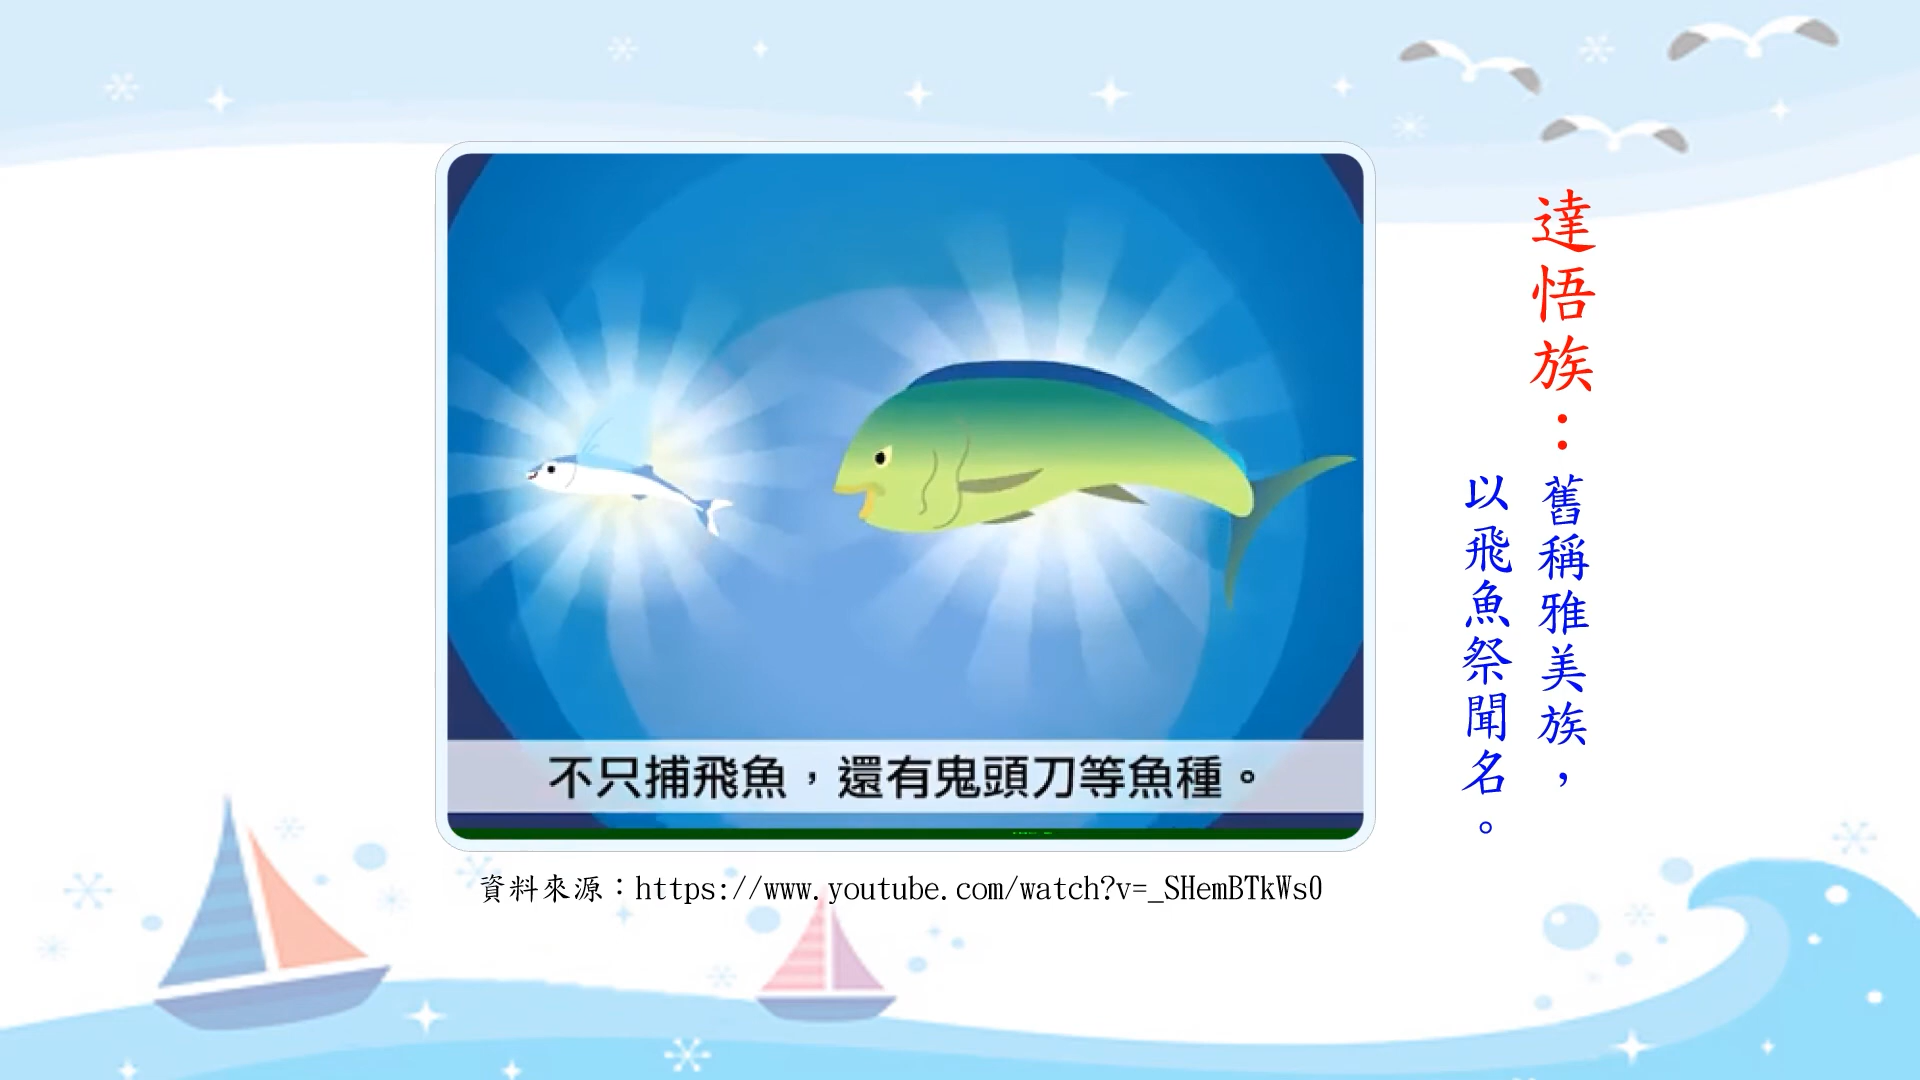 達悟族：
舊稱雅美族，
以飛魚祭聞名。
不只捕飛魚，還有鬼頭刀等魚種。
資料來源：https://www.youtube.com/watch?v=_SHemBTkWs0